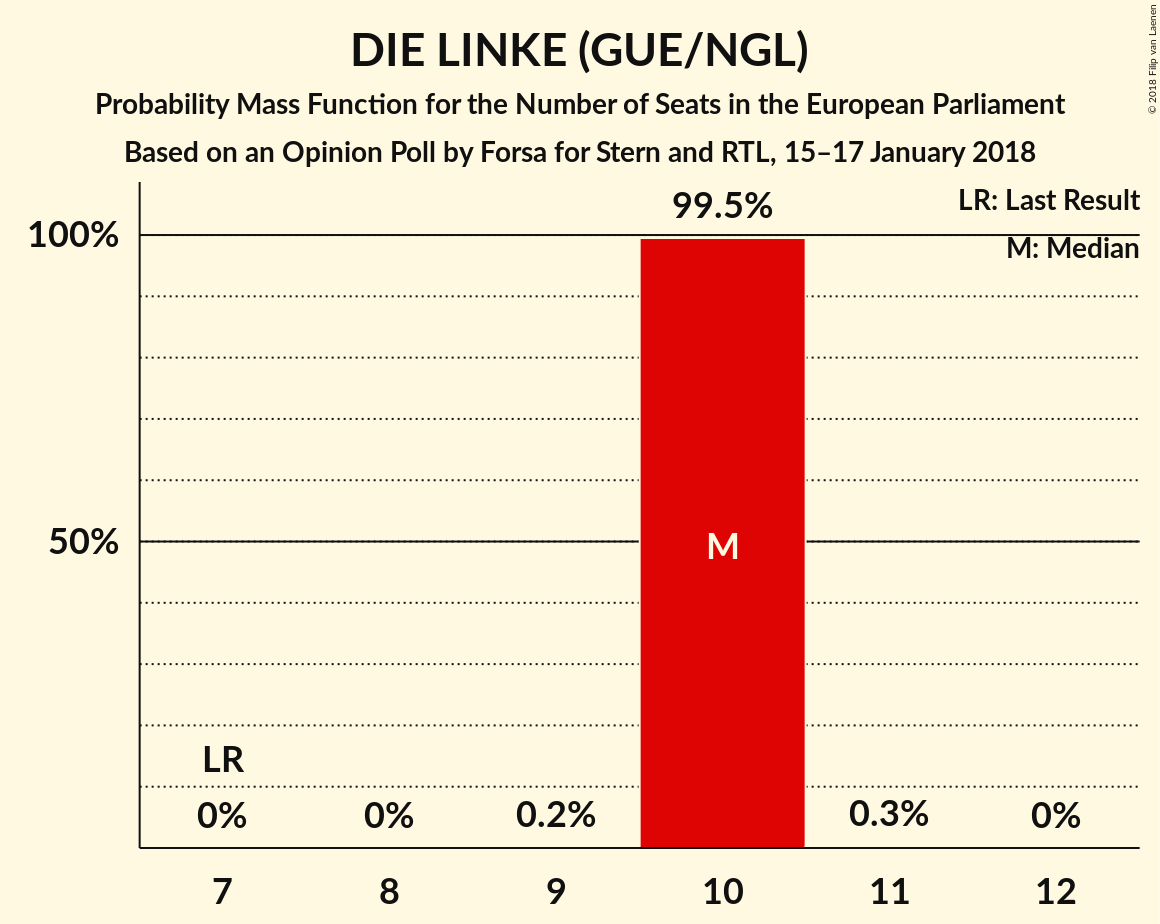 DIE LINKE (GUE/NGL)
Probability Mass Function for the Number of Seats in the European Parliament
Based on an Opinion Poll by Forsa for Stern and RTL, 15–17 January 2018
© 2018 Filip van Laenen
LR: Last Result
M: Median
99.5%
100%
50%
M
LR
0%
0%
0.2%
0.3%
0%
7
8
9
10
11
12